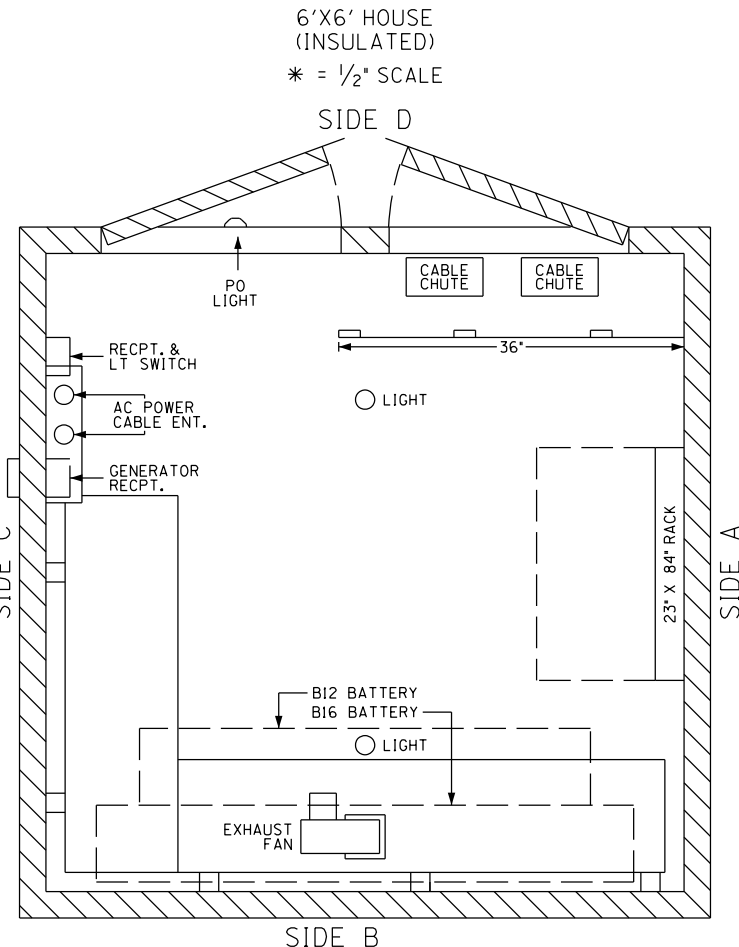 6'X6' HOUSE
(INSULATED)
* = 1/2" SCALE
SIDE D
CABLE
CHUTE
CABLE
CHUTE
PO
LIGHT
36"
RECPT. &
LT SWITCH
LIGHT
AC POWER
CABLE ENT.
GENERATOR
RECPT.
SIDE C
23" X 84" RACK
SIDE A
B12 BATTERY
B16 BATTERY
LIGHT
EXHAUST
FAN
SIDE B